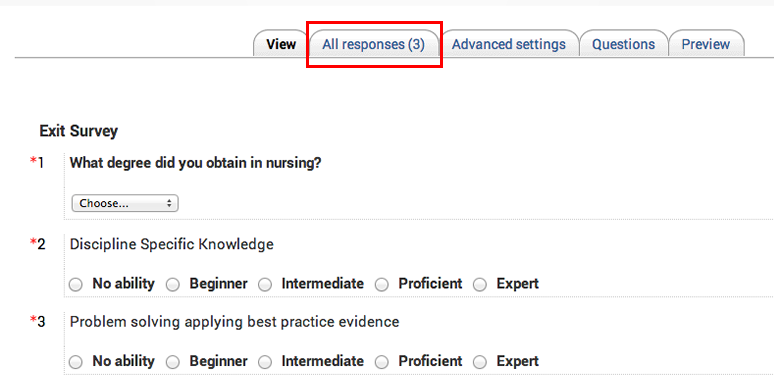 View All responses (3) Advanced settings Questions Preview
Exit Survey
*1 What degree did you obtain in nursing?
Choose...
*2 Discipline Specific Knowledge
No ability Beginner Intermediate Proficient Expert
*3 Problem solving applying best practice evidence
No ability Beginner Intermediate Proficient Expert